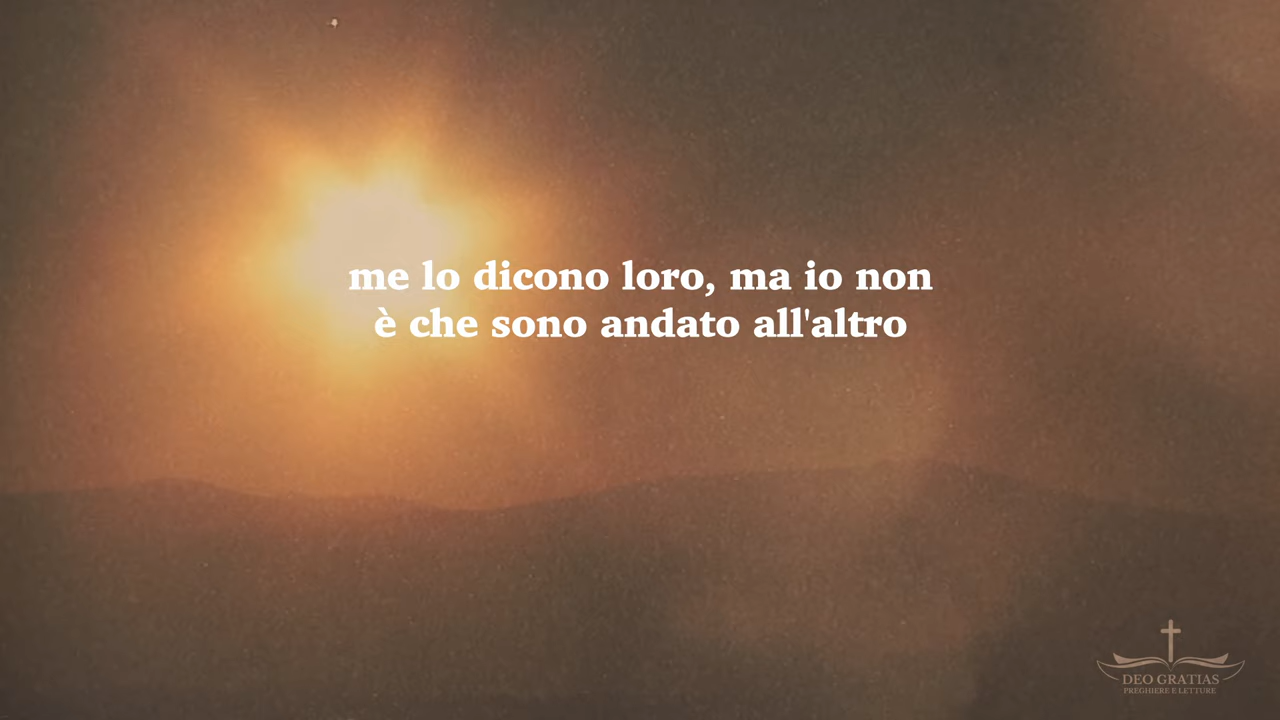 me lo dicono loro, ma io non
è che sono andato all'altro
DEO GRATIAS
PREGHIERE E LETTURE